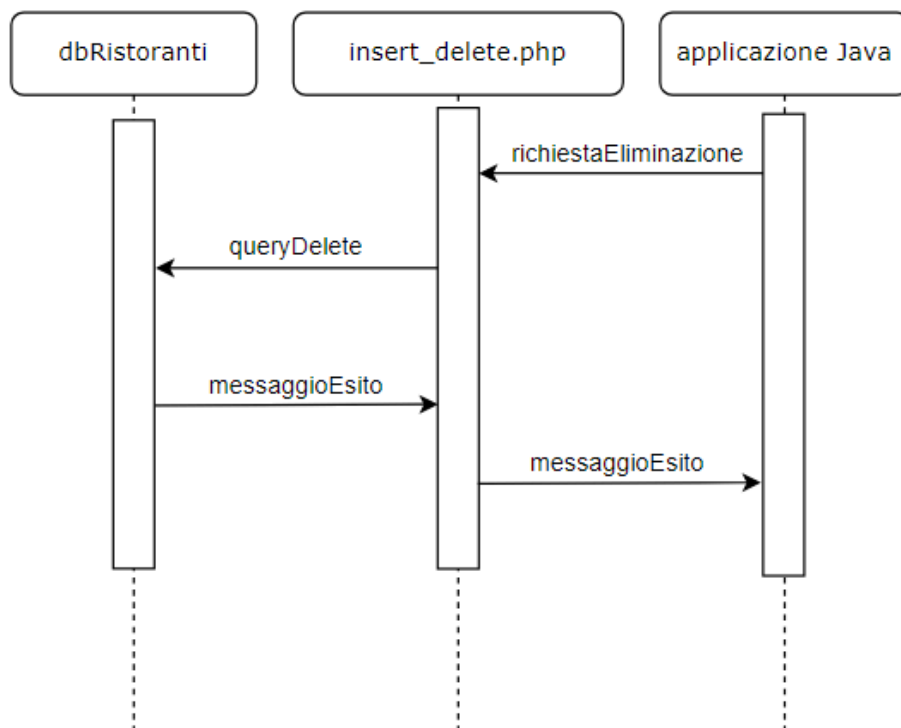 dbRistoranti
insert_delete.php
applicazione Java
richiestaEliminazione
queryDelete
messaggioEsito
messaggioEsito